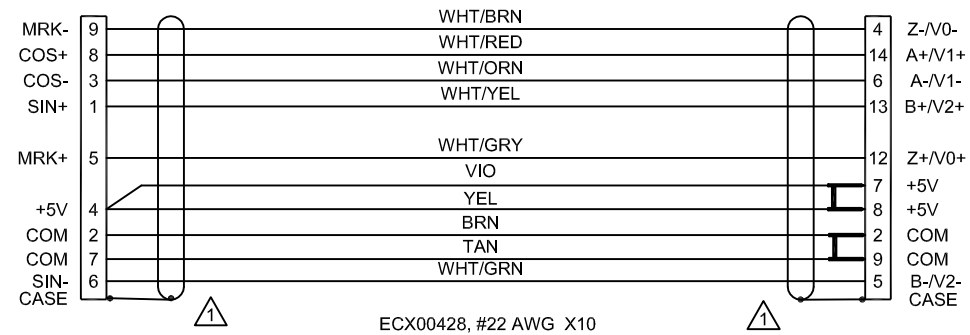 MRK- 9 WHT/BRN 4 Z-/V0-
COS+ 8 WHT/RED 14 A+/V1+
COS- 3 WHT/ORN 6 A-/V1-
SIN+ 1 WHT/YEL 13 B+/V2+
MRK+ 5 WHT/GRY 12 Z+/V0+
VIO 7 +5V
+5V 4 YEL 8 +5V
COM 2 BRN 2 COM
COM 7 TAN 9 COM
SIN- 6 WHT/GRN 5 B-/V2-
CASE CASE
1 1
ECX00428, #22 AWG X10